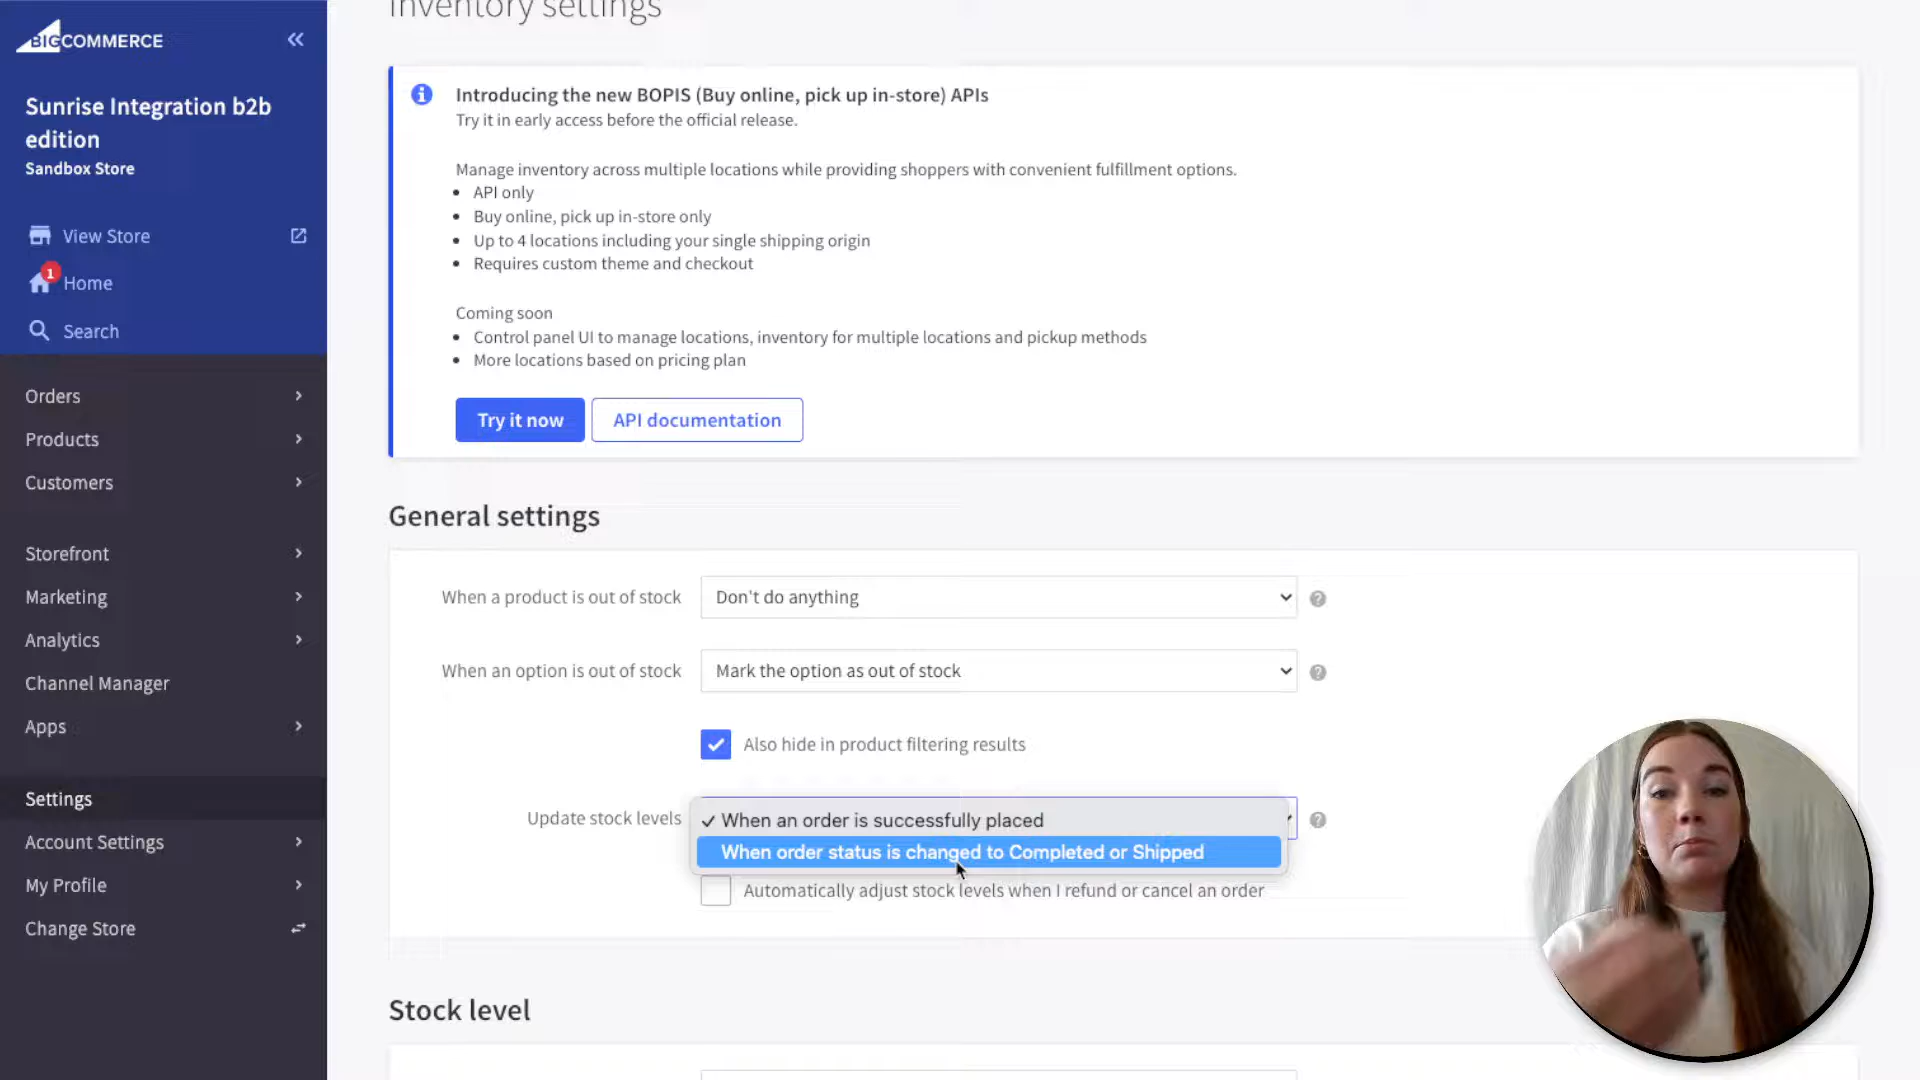 Inventory settings
BIGCOMMERCE
Sunrise Integration b2b
edition
Sandbox Store
View Store
1
Home
Search
Orders
Products
Customers
Storefront
Marketing
Analytics
Channel Manager
Apps
Settings
Account Settings
My Profile
Change Store
Introducing the new BOPIS (Buy online, pick up in-store) APIs
Try it in early access before the official release.
Manage inventory across multiple locations while providing shoppers with convenient fulfillment options.
API only
Buy online, pick up in-store only
Up to 4 locations including your single shipping origin
Requires custom theme and checkout
Coming soon
Control panel UI to manage locations, inventory for multiple locations and pickup methods
More locations based on pricing plan
Try it now
API documentation
General settings
When a product is out of stock
Don't do anything
When an option is out of stock
Mark the option as out of stock
Also hide in product filtering results
Update stock levels
✓ When an order is successfully placed
When order status is changed to Completed or Shipped
Automatically adjust stock levels when I refund or cancel an order
Stock level